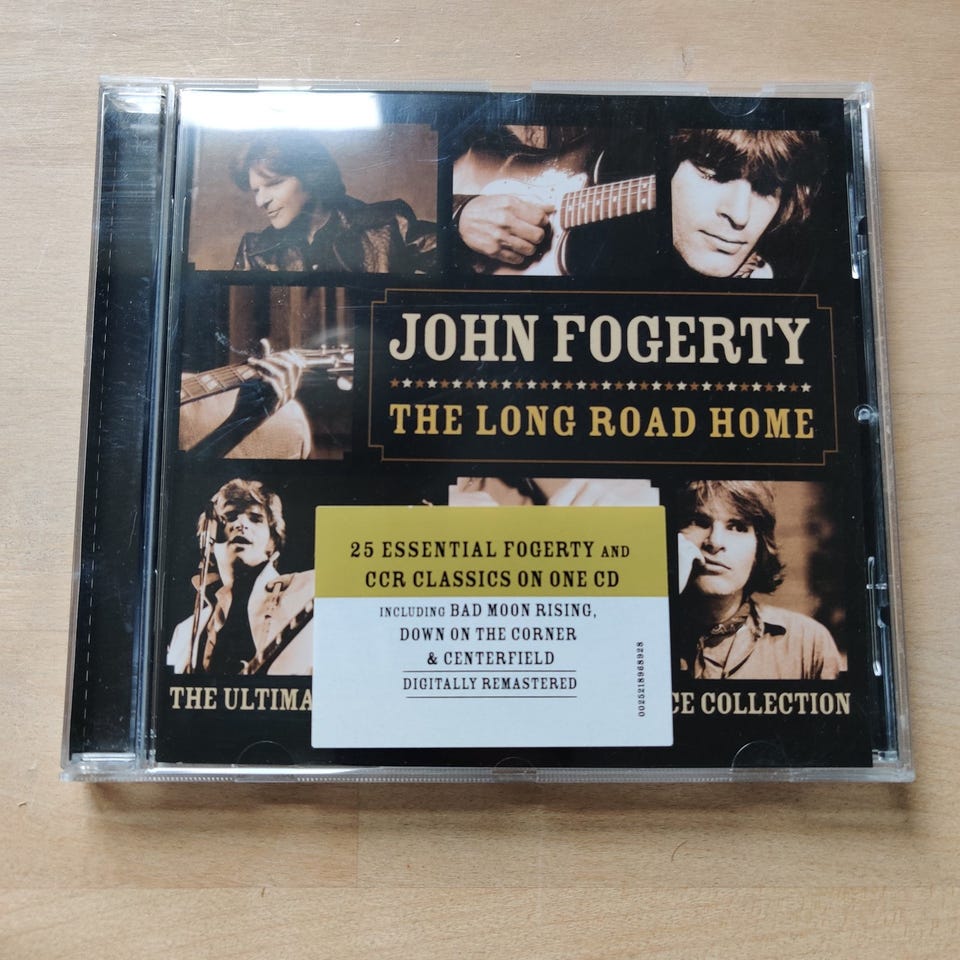 JOHN FOGERTY
THE LONG ROAD HOME
25 ESSENTIAL FOGERTY AND
CCR CLASSICS ON ONE CD
INCLUDING BAD MOON RISING,
DOWN ON THE CORNER
& CENTERFIELD
DIGITALLY REMASTERED
0025218968928
THE ULTIMA CE COLLECTION